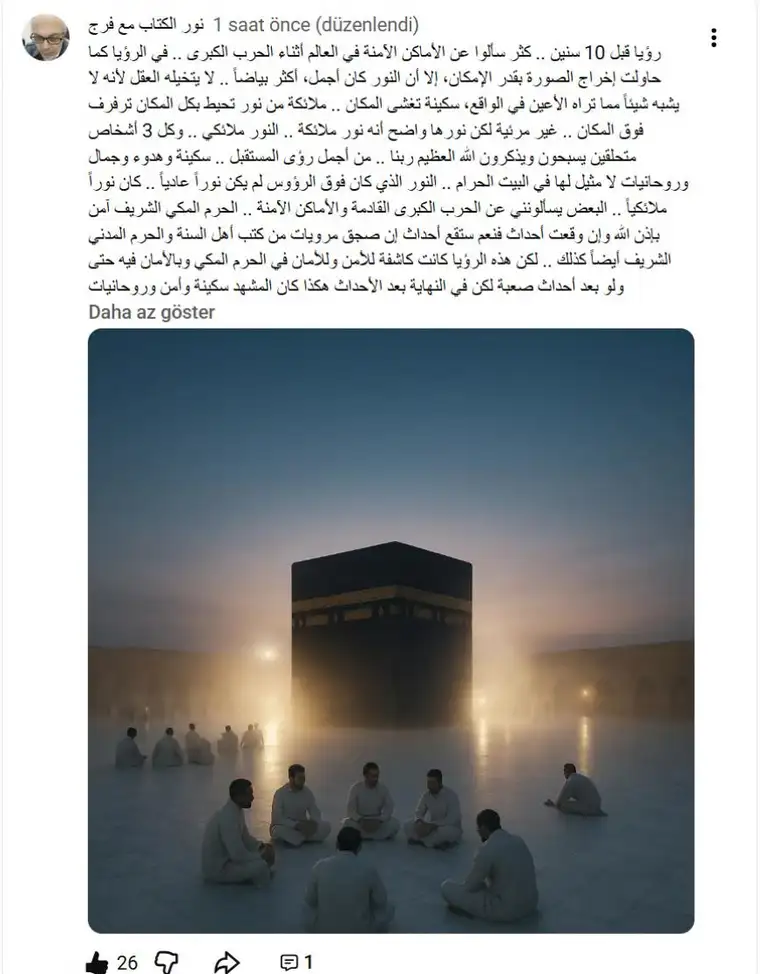 نور الكتاب مع فرج 1 saat önce (düzenlendi)
رؤيا قبل 10 سنين .. كثر سألوا عن الأماكن الآمنة في العالم أثناء الحرب الكبرى .. في الرؤيا كما
حاولت إخراج الصورة بقدر الإمكان، إلا أن النور كان أجمل، أكثر بياضاً .. لا يتخيله العقل لأنه لا
يشبه شيئاً مما تراه الأعين في الواقع، سكينة تغشى المكان .. ملائكة من نور تحيط بكل المكان ترفرف
فوق المكان .. غير مرئية لكن نورها واضح أنه نور ملائكة .. النور ملائكي .. وكل 3 أشخاص
متحلقين يسبحون ويذكرون الله العظيم ربنا .. من أجمل رؤى المستقبل .. سكينة وهدوء وجمال
وروحانيات لا مثيل لها في البيت الحرام .. النور الذي كان فوق الرؤوس لم يكن نوراً عادياً .. كان نوراً
ملائكياً .. البعض يسألونني عن الحرب الكبرى القادمة والأماكن الآمنة .. الحرم المكي الشريف آمن
بإذن الله وإن وقعت أحداث فنعم ستقع أحداث إن صجق مرويات من كتب أهل السنة والحرم المدني
الشريف أيضاً كذلك .. لكن هذه الرؤيا كانت كاشفة للأمن وللأمان في الحرم المكي وبالأمان فيه حتى
ولو بعد أحداث صعبة لكن في النهاية بعد الأحداث هكذا كان المشهد سكينة وأمن وروحانيات
Daha az göster
26 1